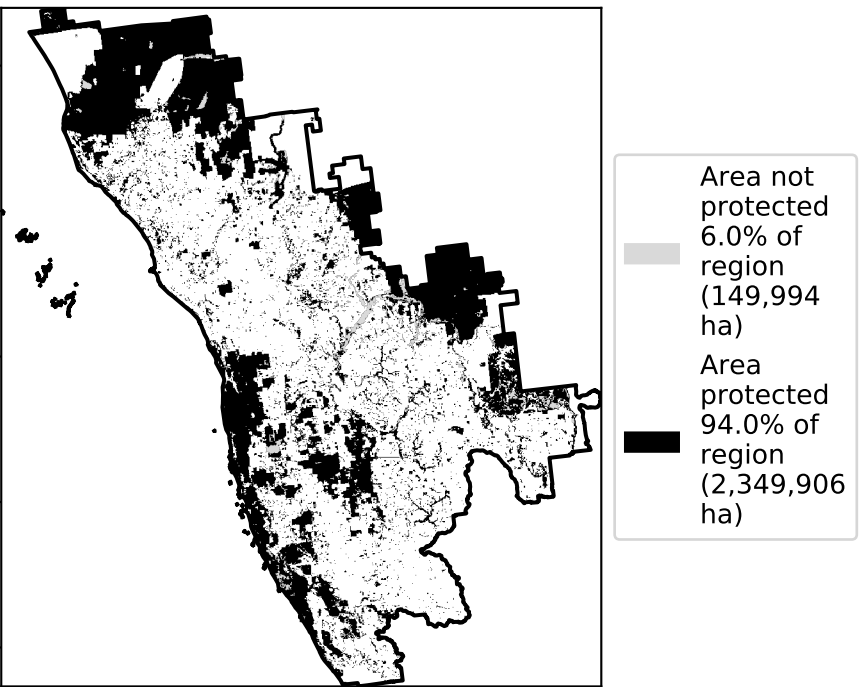 Area not
protected
6.0% of
region
(149,994
ha)
Area
protected
94.0% of
region
(2,349,906
ha)